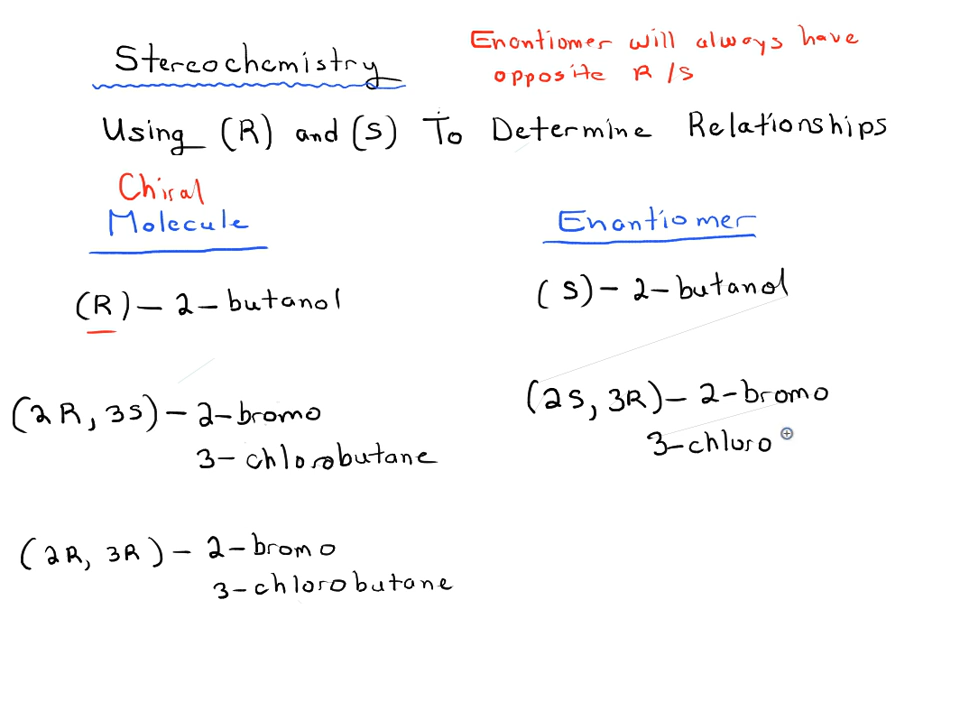 Stereochemistry
Enantiomer will always have
opposite R/S
Using (R) and (S) To Determine Relationships
Chiral
Molecule
Enantiomer
(R) - 2 - butanol
(S) - 2 - butanol
(2R, 3S) - 2-bromo
3-chlorobutane
(2S, 3R) - 2-bromo
3-chloro
(2R, 3R) - 2-bromo
3-chlorobutane